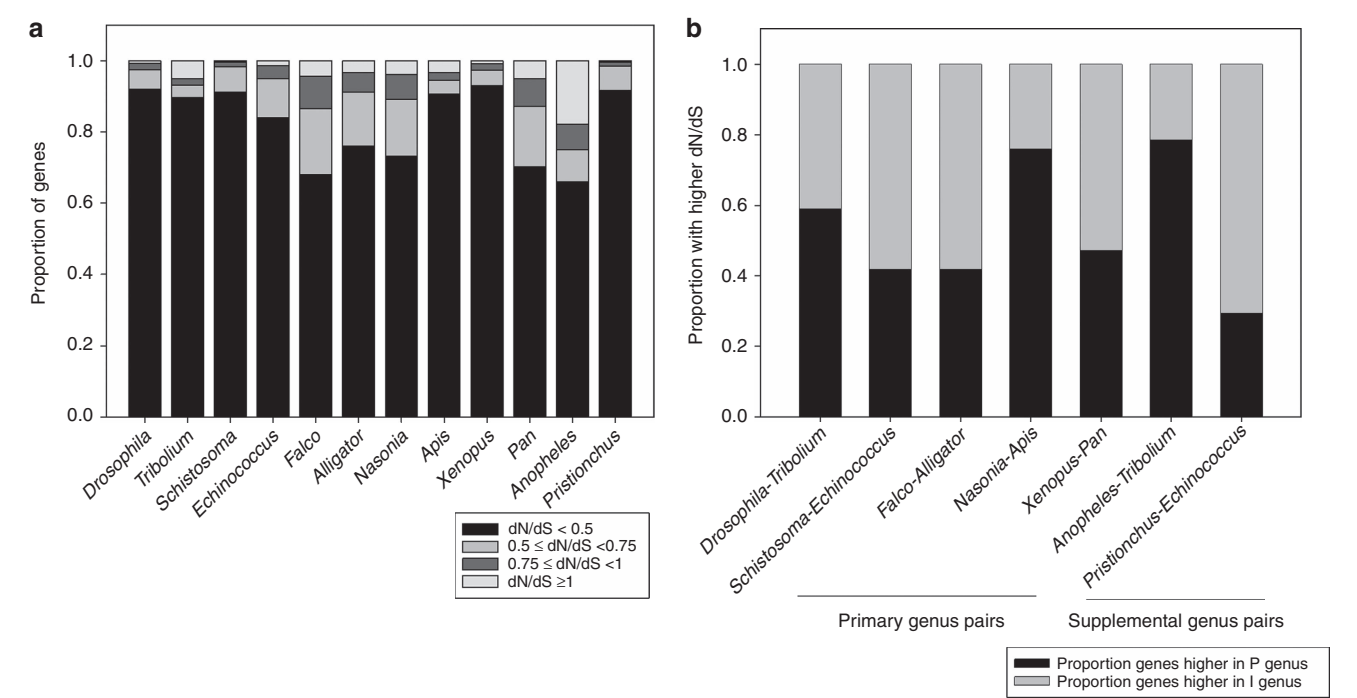 a
Proportion of genes
1.0
0.8
0.6
0.4
0.2
0.0
Drosophila
Tribolium
Schistosoma
Echinococcus
Falco
Alligator
Nasonia
Apis
Xenopus
Pan
Anopheles
Pristionchus
dN/dS < 0.5
0.5 ≤ dN/dS <0.75
0.75 ≤ dN/dS <1
dN/dS ≥1
b
Proportion with higher dN/dS
1.0
0.8
0.6
0.4
0.2
0.0
Drosophila-Tribolium
Schistosoma-Echinococcus
Falco-Alligator
Nasonia-Apis
Xenopus-Pan
Anopheles-Tribolium
Pristionchus-Echinococcus
Primary genus pairs
Supplemental genus pairs
Proportion genes higher in P genus
Proportion genes higher in I genus